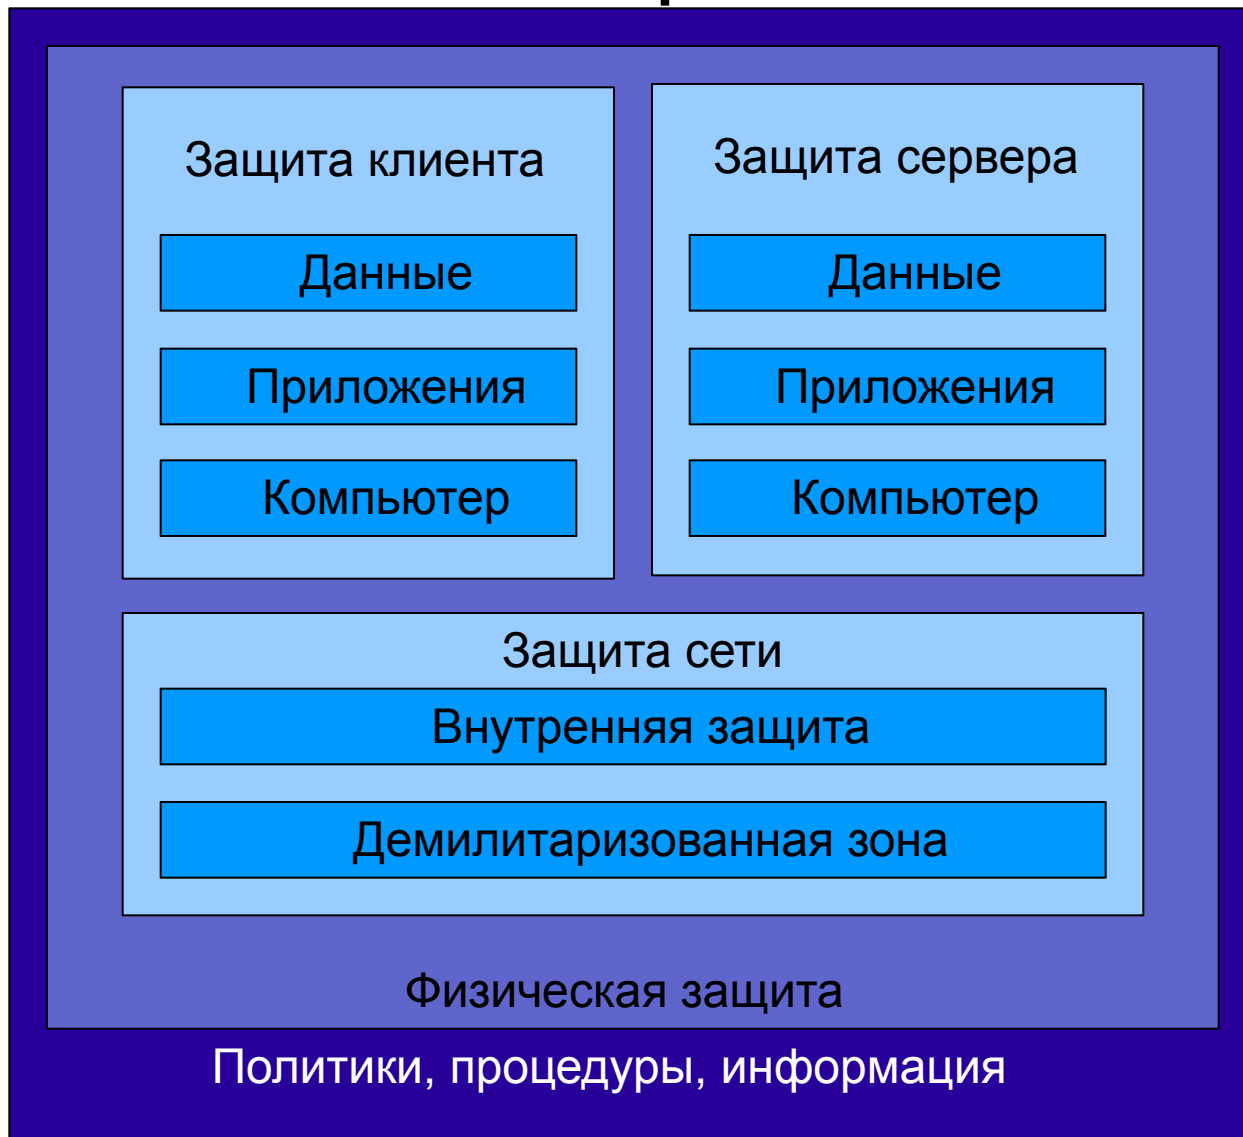 Защита клиента
Данные
Приложения
Компьютер
Защита сервера
Данные
Приложения
Компьютер
Защита сети
Внутренняя защита
Демилитаризованная зона
Физическая защита
Политики, процедуры, информация